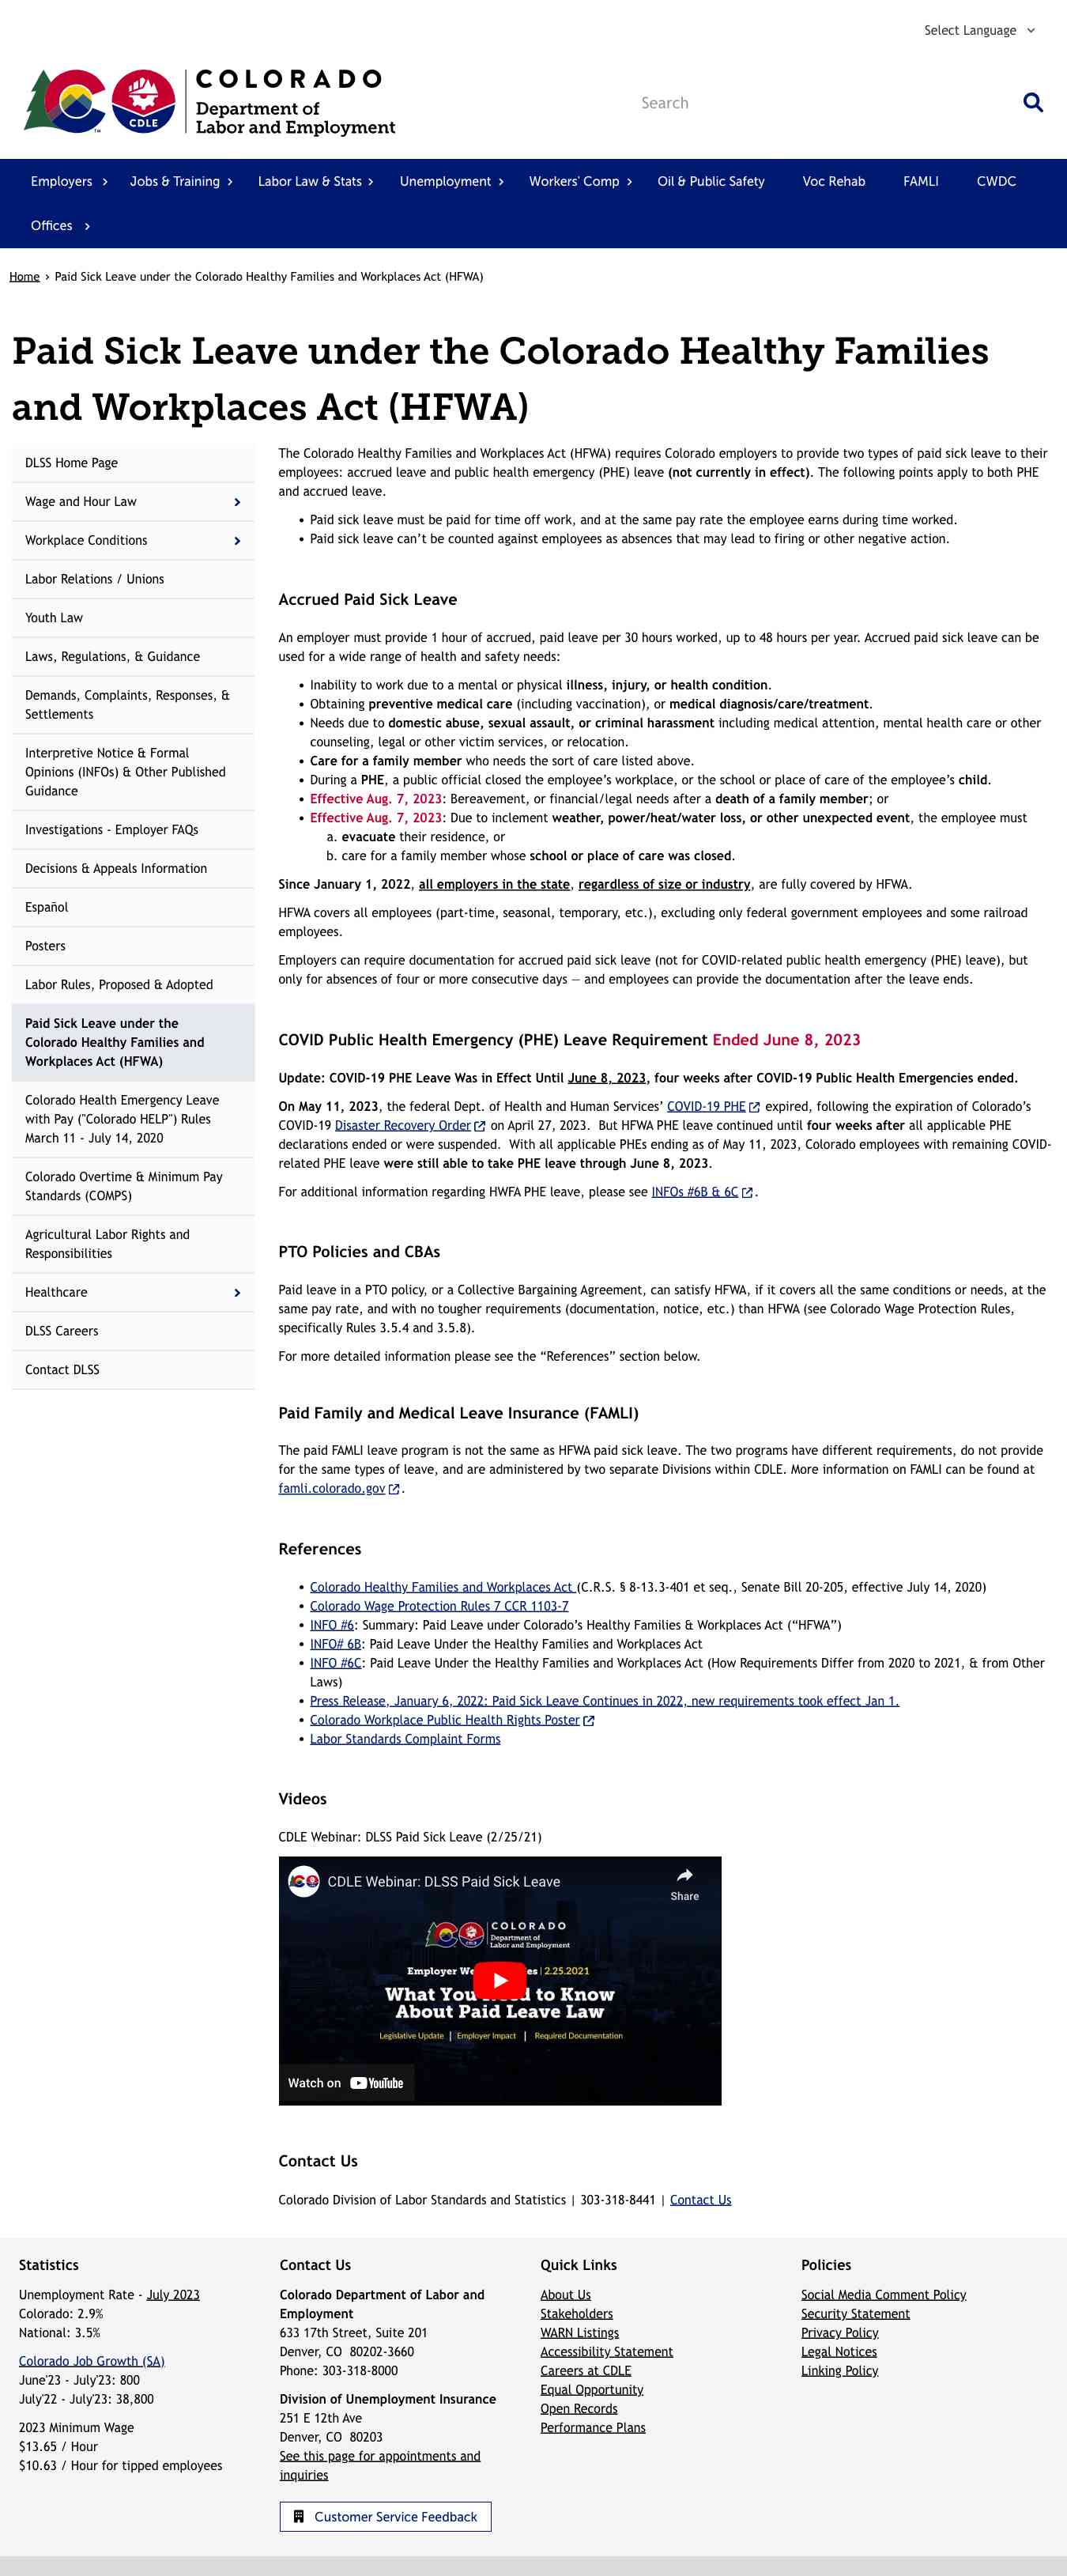 Select Language
COLORADO
Department of
Labor and Employment
CDLE
TM
Search
Employers
Jobs & Training
Labor Law & Stats
Unemployment
Workers' Comp
Oil & Public Safety
Voc Rehab
FAMLI
CWDC
Offices
Home › Paid Sick Leave under the Colorado Healthy Families and Workplaces Act (HFWA)
Paid Sick Leave under the Colorado Healthy Families
and Workplaces Act (HFWA)
DLSS Home Page
Wage and Hour Law
Workplace Conditions
Labor Relations / Unions
Youth Law
Laws, Regulations, & Guidance
Demands, Complaints, Responses, &
Settlements
Interpretive Notice & Formal
Opinions (INFOs) & Other Published
Guidance
Investigations - Employer FAQs
Decisions & Appeals Information
Español
Posters
Labor Rules, Proposed & Adopted
Paid Sick Leave under the
Colorado Healthy Families and
Workplaces Act (HFWA)
Colorado Health Emergency Leave
with Pay ("Colorado HELP") Rules
March 11 - July 14, 2020
Colorado Overtime & Minimum Pay
Standards (COMPS)
Agricultural Labor Rights and
Responsibilities
Healthcare
DLSS Careers
Contact DLSS
The Colorado Healthy Families and Workplaces Act (HFWA) requires Colorado employers to provide two types of paid sick leave to their
employees: accrued leave and public health emergency (PHE) leave (not currently in effect). The following points apply to both PHE
and accrued leave.
• Paid sick leave must be paid for time off work, and at the same pay rate the employee earns during time worked.
• Paid sick leave can’t be counted against employees as absences that may lead to firing or other negative action.
Accrued Paid Sick Leave
An employer must provide 1 hour of accrued, paid leave per 30 hours worked, up to 48 hours per year. Accrued paid sick leave can be
used for a wide range of health and safety needs:
• Inability to work due to a mental or physical illness, injury, or health condition.
• Obtaining preventive medical care (including vaccination), or medical diagnosis/care/treatment.
• Needs due to domestic abuse, sexual assault, or criminal harassment including medical attention, mental health care or other
counseling, legal or other victim services, or relocation.
• Care for a family member who needs the sort of care listed above.
• During a PHE, a public official closed the employee’s workplace, or the school or place of care of the employee’s child.
• Effective Aug. 7, 2023: Bereavement, or financial/legal needs after a death of a family member; or
• Effective Aug. 7, 2023: Due to inclement weather, power/heat/water loss, or other unexpected event, the employee must
a. evacuate their residence, or
b. care for a family member whose school or place of care was closed.
Since January 1, 2022, all employers in the state, regardless of size or industry, are fully covered by HFWA.
HFWA covers all employees (part-time, seasonal, temporary, etc.), excluding only federal government employees and some railroad
employees.
Employers can require documentation for accrued paid sick leave (not for COVID-related public health emergency (PHE) leave), but
only for absences of four or more consecutive days — and employees can provide the documentation after the leave ends.
COVID Public Health Emergency (PHE) Leave Requirement Ended June 8, 2023
Update: COVID-19 PHE Leave Was in Effect Until June 8, 2023, four weeks after COVID-19 Public Health Emergencies ended.
On May 11, 2023, the federal Dept. of Health and Human Services’ COVID-19 PHE expired, following the expiration of Colorado’s
COVID-19 Disaster Recovery Order on April 27, 2023. But HFWA PHE leave continued until four weeks after all applicable PHE
declarations ended or were suspended. With all applicable PHEs ending as of May 11, 2023, Colorado employees with remaining COVID-
related PHE leave were still able to take PHE leave through June 8, 2023.
For additional information regarding HWFA PHE leave, please see INFOs #6B & 6C.
PTO Policies and CBAs
Paid leave in a PTO policy, or a Collective Bargaining Agreement, can satisfy HFWA, if it covers all the same conditions or needs, at the
same pay rate, and with no tougher requirements (documentation, notice, etc.) than HFWA (see Colorado Wage Protection Rules,
specifically Rules 3.5.4 and 3.5.8).
For more detailed information please see the “References” section below.
Paid Family and Medical Leave Insurance (FAMLI)
The paid FAMLI leave program is not the same as HFWA paid sick leave. The two programs have different requirements, do not provide
for the same types of leave, and are administered by two separate Divisions within CDLE. More information on FAMLI can be found at
famli.colorado.gov.
References
• Colorado Healthy Families and Workplaces Act (C.R.S. § 8-13.3-401 et seq., Senate Bill 20-205, effective July 14, 2020)
• Colorado Wage Protection Rules 7 CCR 1103-7
• INFO #6: Summary: Paid Leave under Colorado’s Healthy Families & Workplaces Act (“HFWA”)
• INFO# 6B: Paid Leave Under the Healthy Families and Workplaces Act
• INFO #6C: Paid Leave Under the Healthy Families and Workplaces Act (How Requirements Differ from 2020 to 2021, & from Other
Laws)
• Press Release, January 6, 2022: Paid Sick Leave Continues in 2022, new requirements took effect Jan 1.
• Colorado Workplace Public Health Rights Poster
• Labor Standards Complaint Forms
Videos
CDLE Webinar: DLSS Paid Sick Leave (2/25/21)
CDLE Webinar: DLSS Paid Sick Leave
Share
COLORADO
Department of
Labor and Employment
Employer 2.25.2021
What You to Know
About Paid Leave Law
Legislative Update | Employer Impact | Required Documentation
Watch on YouTube
Contact Us
Colorado Division of Labor Standards and Statistics | 303-318-8441 | Contact Us
Statistics
Unemployment Rate - July 2023
Colorado: 2.9%
National: 3.5%
Colorado Job Growth (SA)
June'23 - July'23: 800
July'22 - July'23: 38,800
2023 Minimum Wage
$13.65 / Hour
$10.63 / Hour for tipped employees
Contact Us
Colorado Department of Labor and
Employment
633 17th Street, Suite 201
Denver, CO 80202-3660
Phone: 303-318-8000
Division of Unemployment Insurance
251 E 12th Ave
Denver, CO 80203
See this page for appointments and
inquiries
Customer Service Feedback
Quick Links
About Us
Stakeholders
WARN Listings
Accessibility Statement
Careers at CDLE
Equal Opportunity
Open Records
Performance Plans
Policies
Social Media Comment Policy
Security Statement
Privacy Policy
Legal Notices
Linking Policy